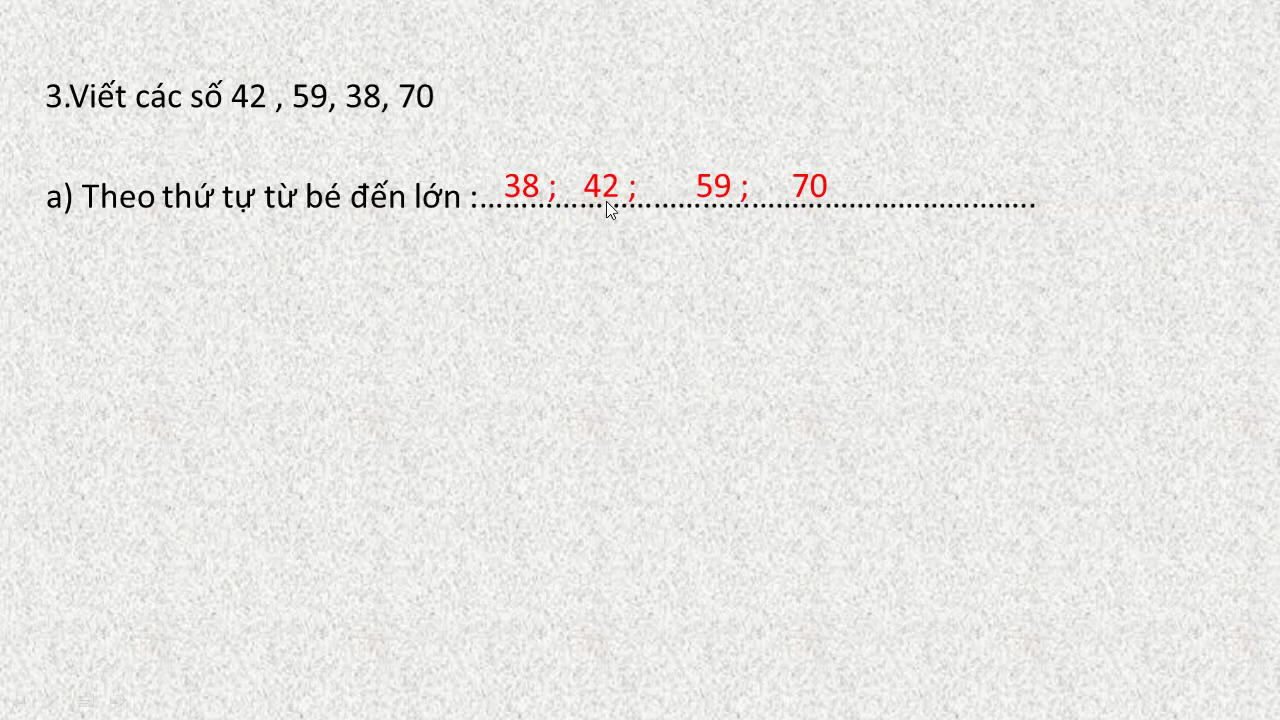 3.Viết các số 42 , 59, 38, 70
a) Theo thứ tự từ bé đến lớn :....38 ; 42 ; 59 ; 70....